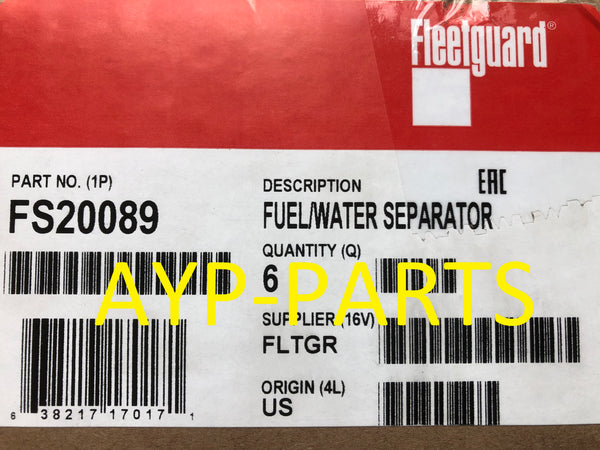 Fleetguard®
PART NO. (1P)
FS20089
DESCRIPTION
EAC
FUEL/WATER SEPARATOR
QUANTITY (Q)
6
AYP-PARTS
SUPPLIER (16V)
FLTGR
ORIGIN (4L)
US
6 38217 17017 1